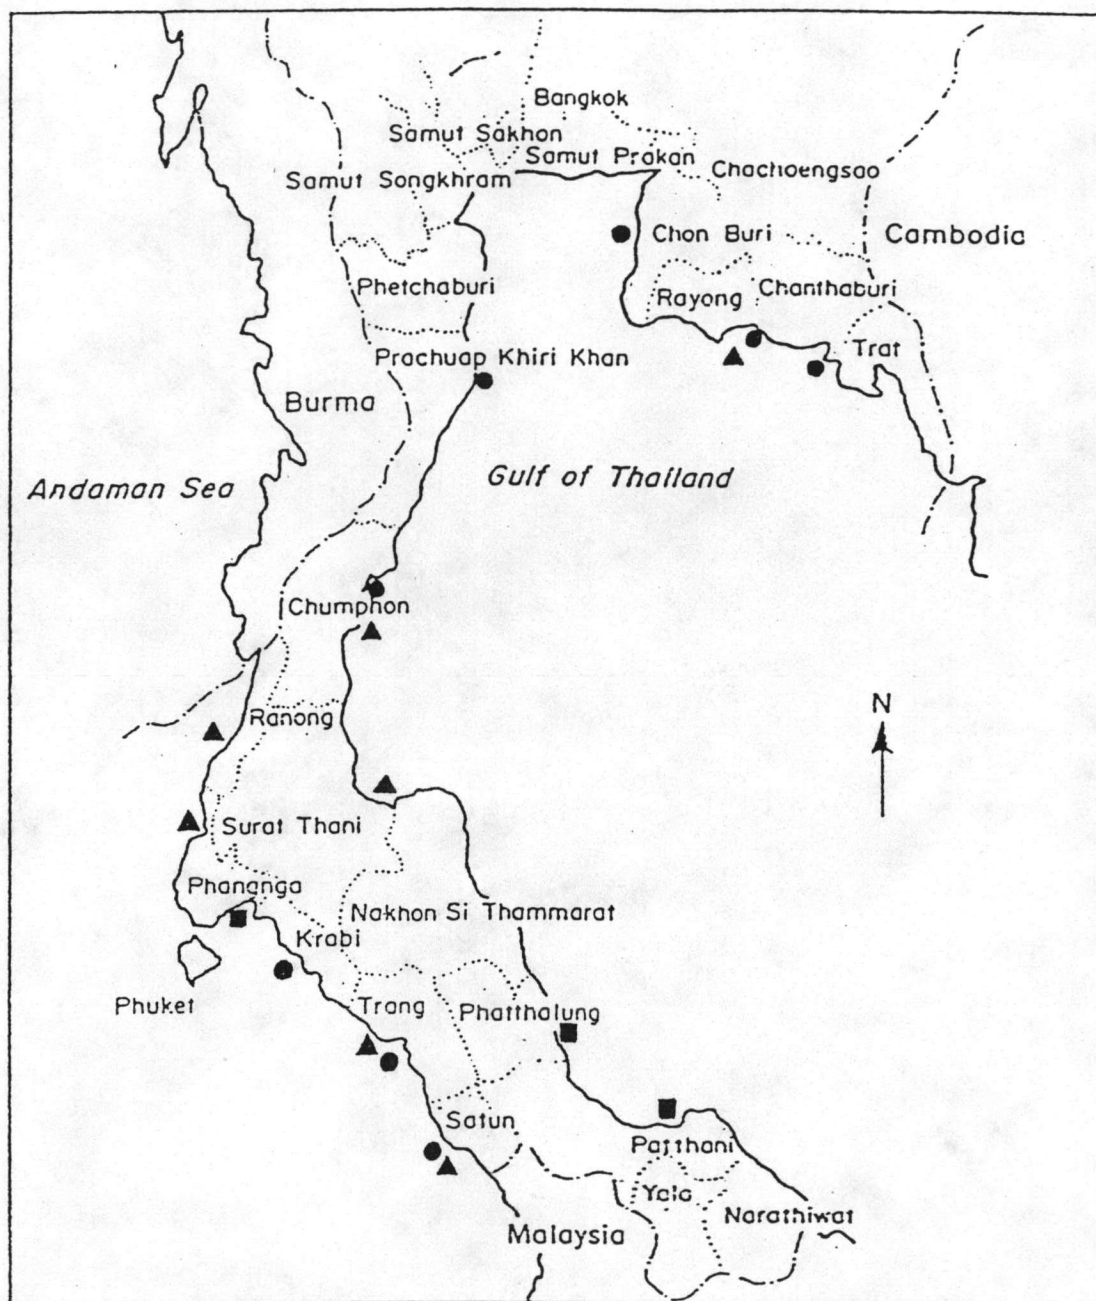 Bangkok
Samut Sakhon
Samut Prakan
Chachoengsao
Samut Songkhram
Chon Buri
Cambodia
Phetchaburi
Rayong
Chanthaburi
Prachuap Khiri Khan
Trat
Burma
Andaman Sea
Gulf of Thailand
Chumphon
Ranong
N
Surat Thani
Phananga
Nakhon Si Thammarat
Krabi
Phuket
Trang
Phatthalung
Satun
Patthani
Yala
Narathiwat
Malaysia